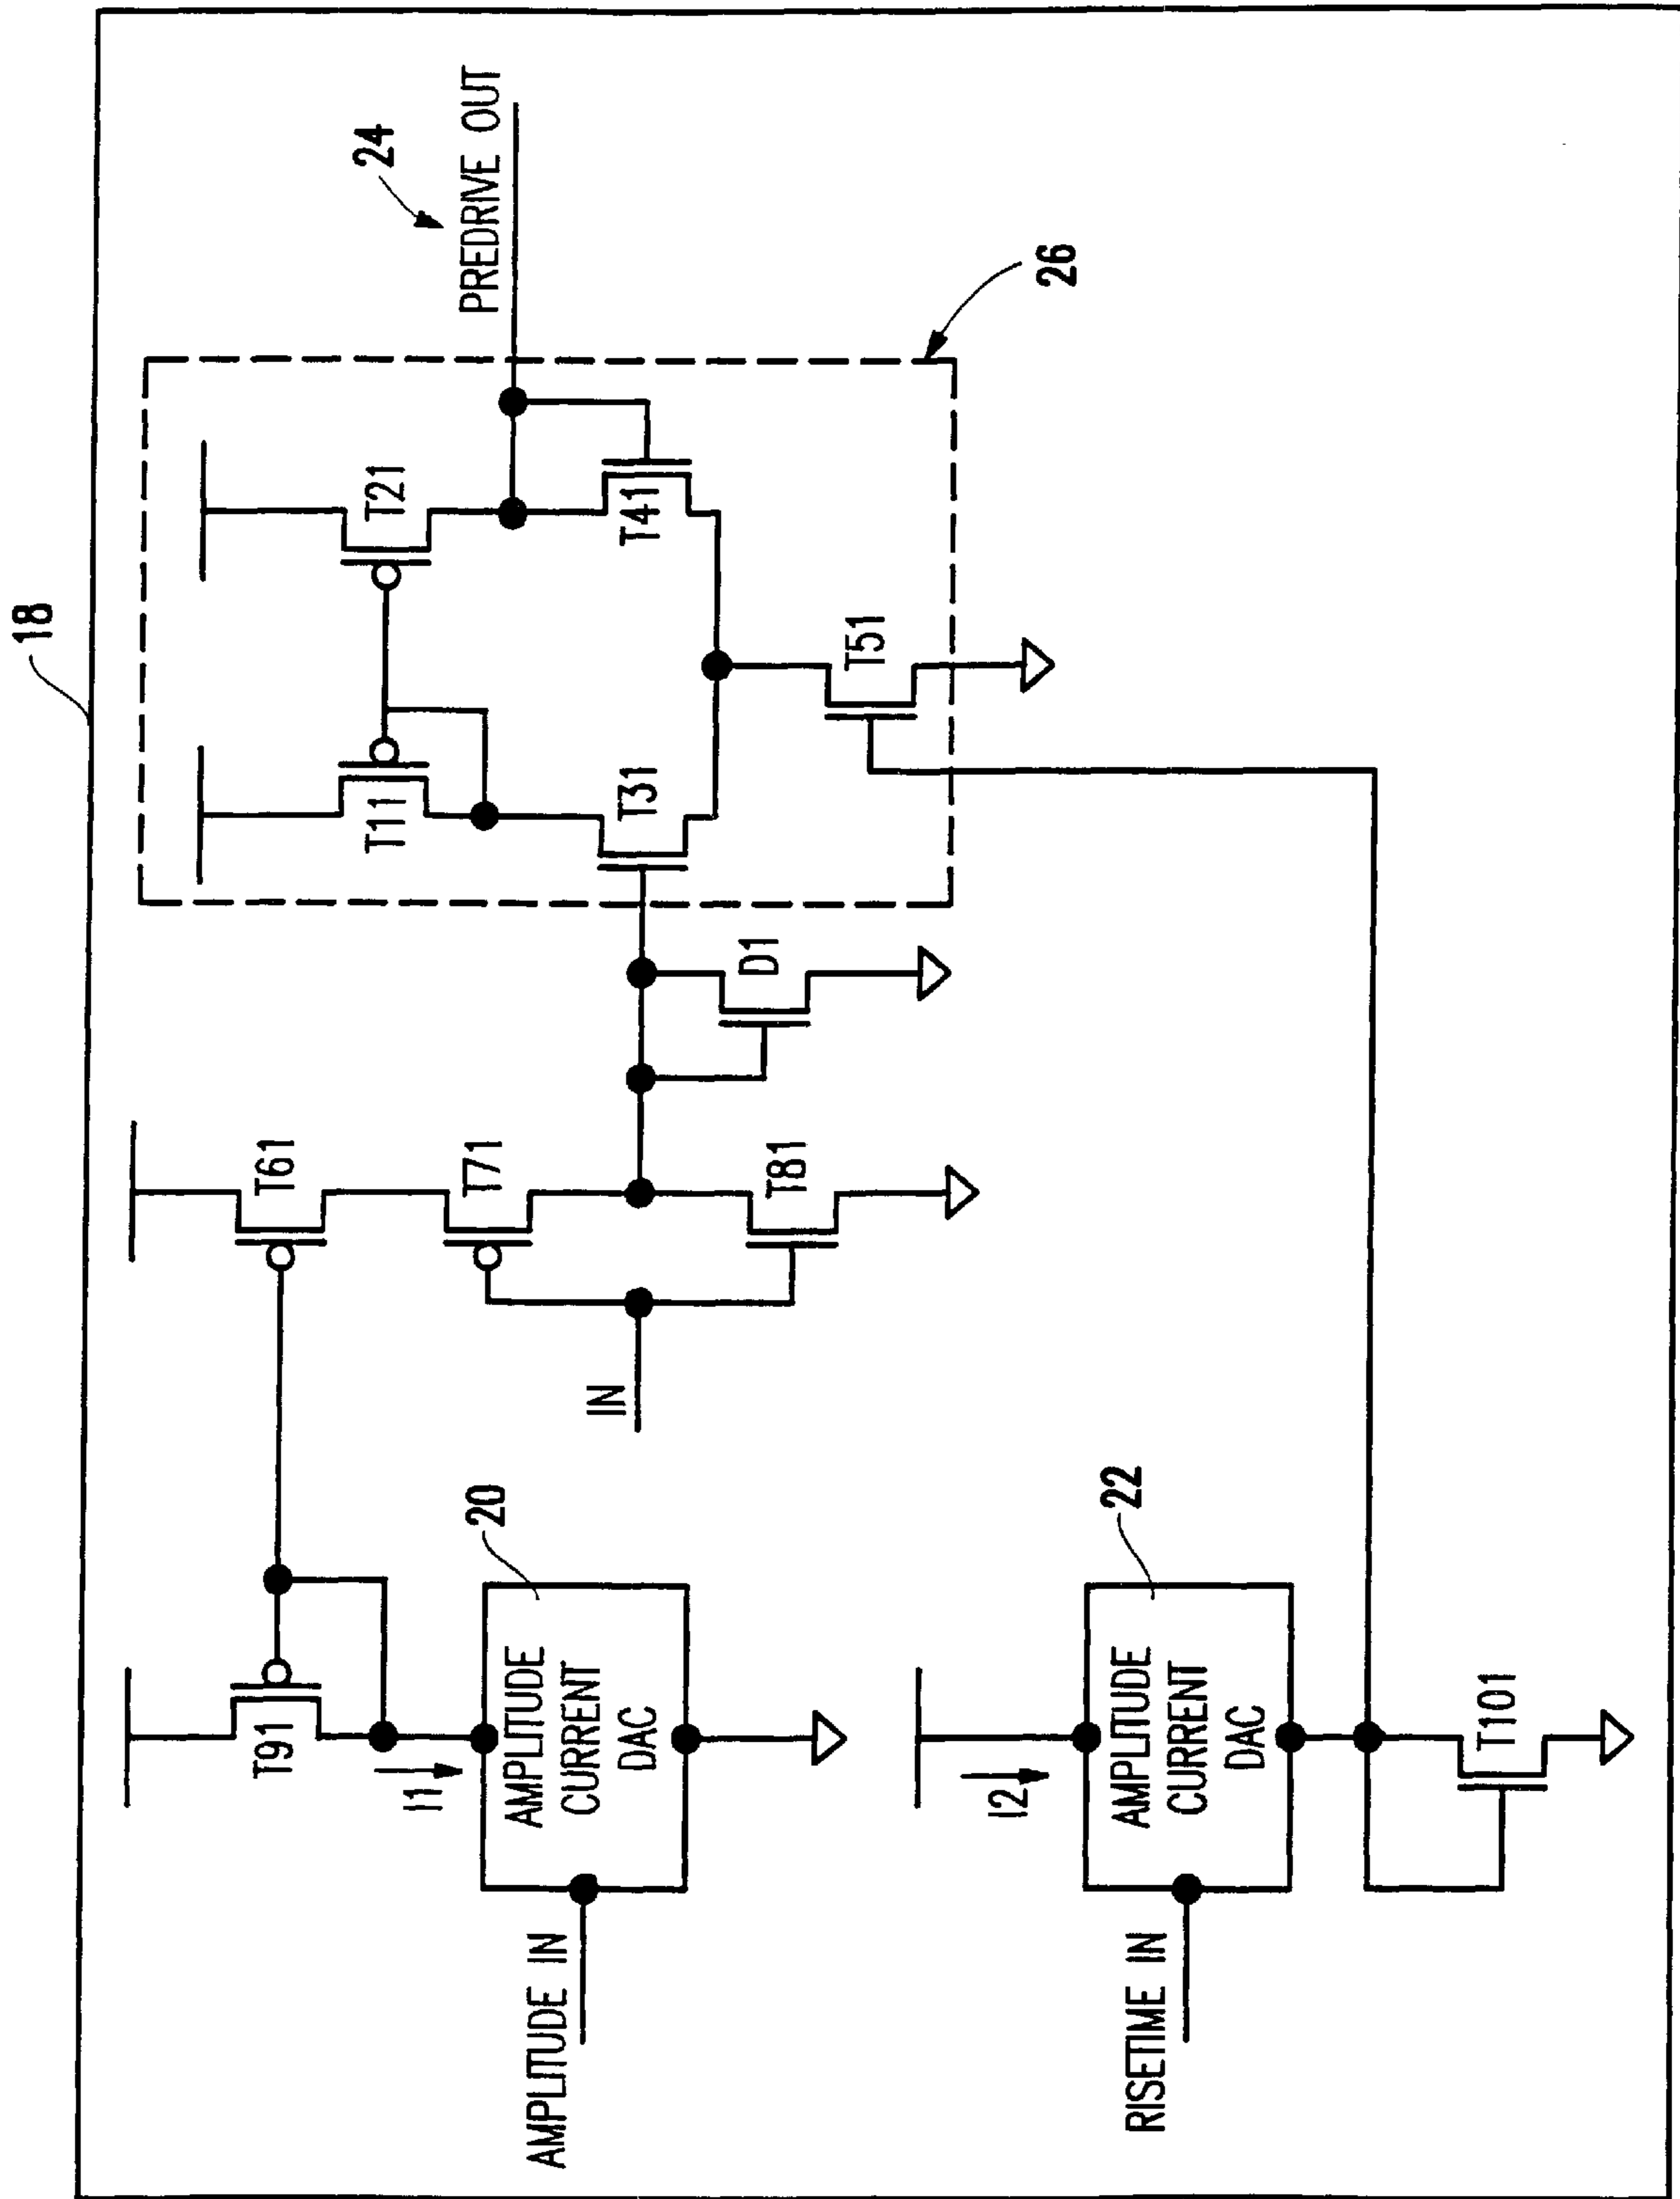 18
24
PREDRIVE OUT
26
T11
T21
T31
T41
T51
D1
T61
T71
T81
IN
T91
I1
20
AMPLITUDE
CURRENT
DAC
AMPLITUDE IN
I2
22
AMPLITUDE
CURRENT
DAC
RISETIME IN
T101